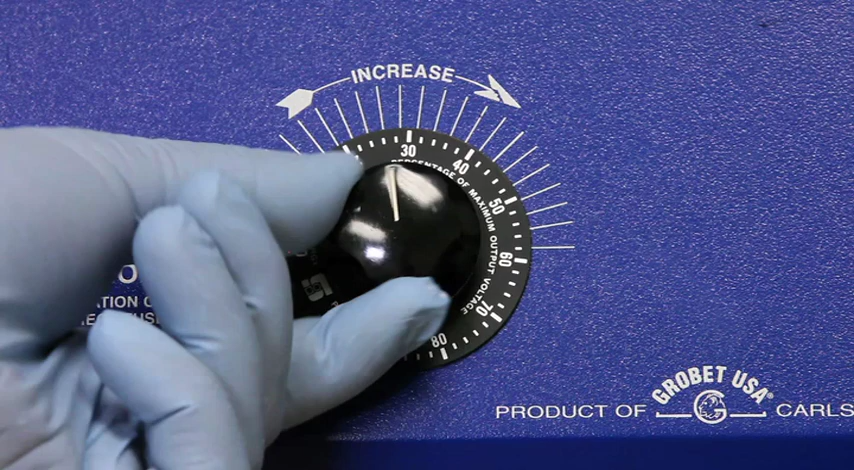 INCREASE
30
40
50
60
70
80
PERCENTAGE OF MAXIMUM OUTPUT VOLTAGE
GROBET USA®
PRODUCT OF
CARLS